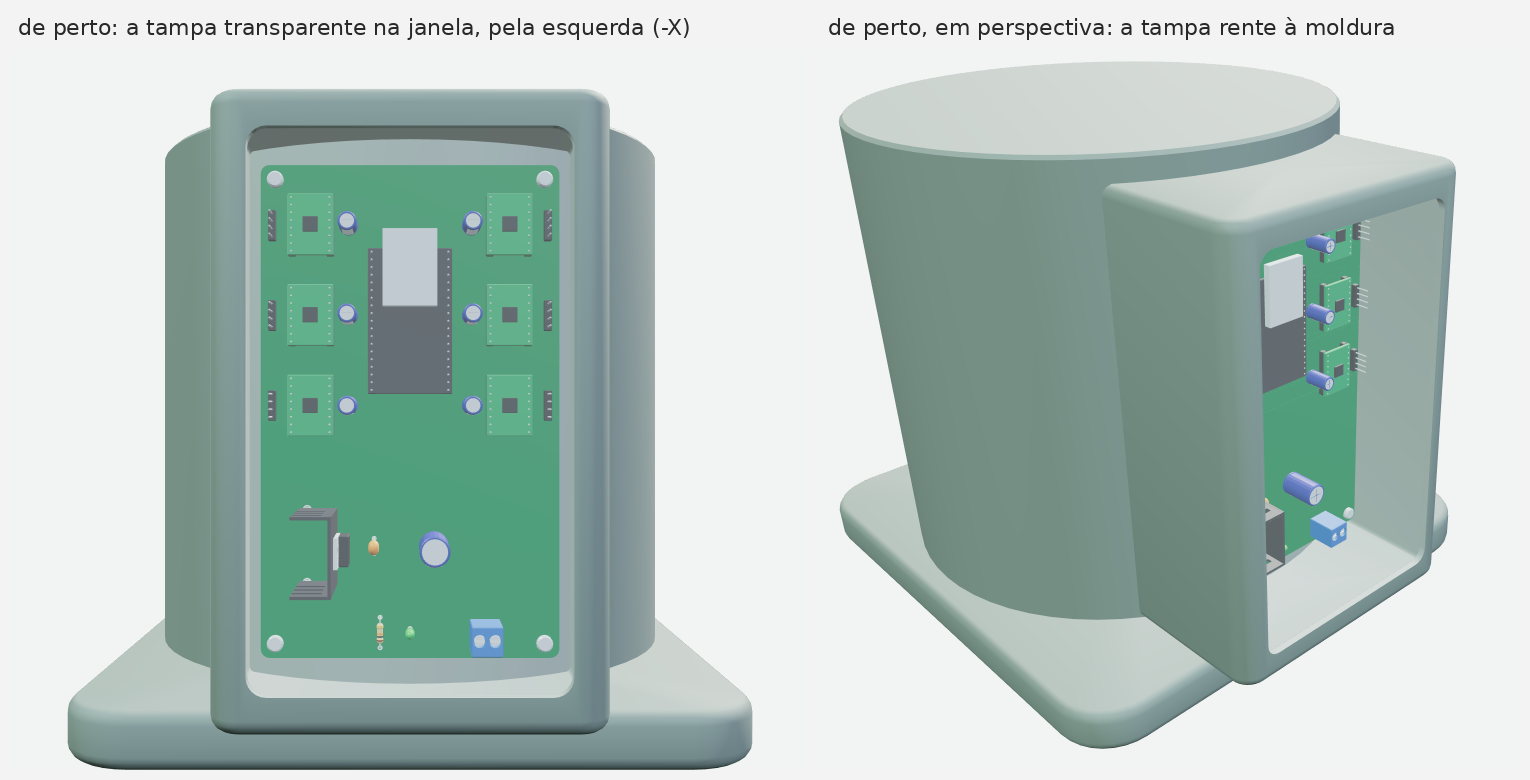 de perto: a tampa transparente na janela, pela esquerda (-X)
de perto, em perspectiva: a tampa rente à moldura